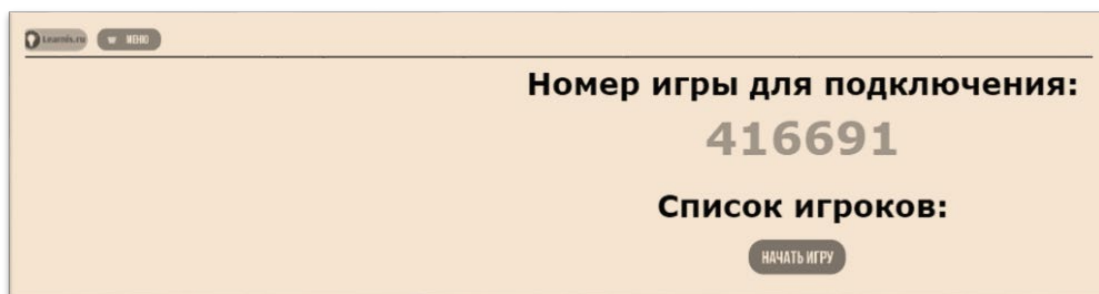 Learnis.ru МЕНЮ
Номер игры для подключения:
416691
Список игроков:
НАЧАТЬ ИГРУ